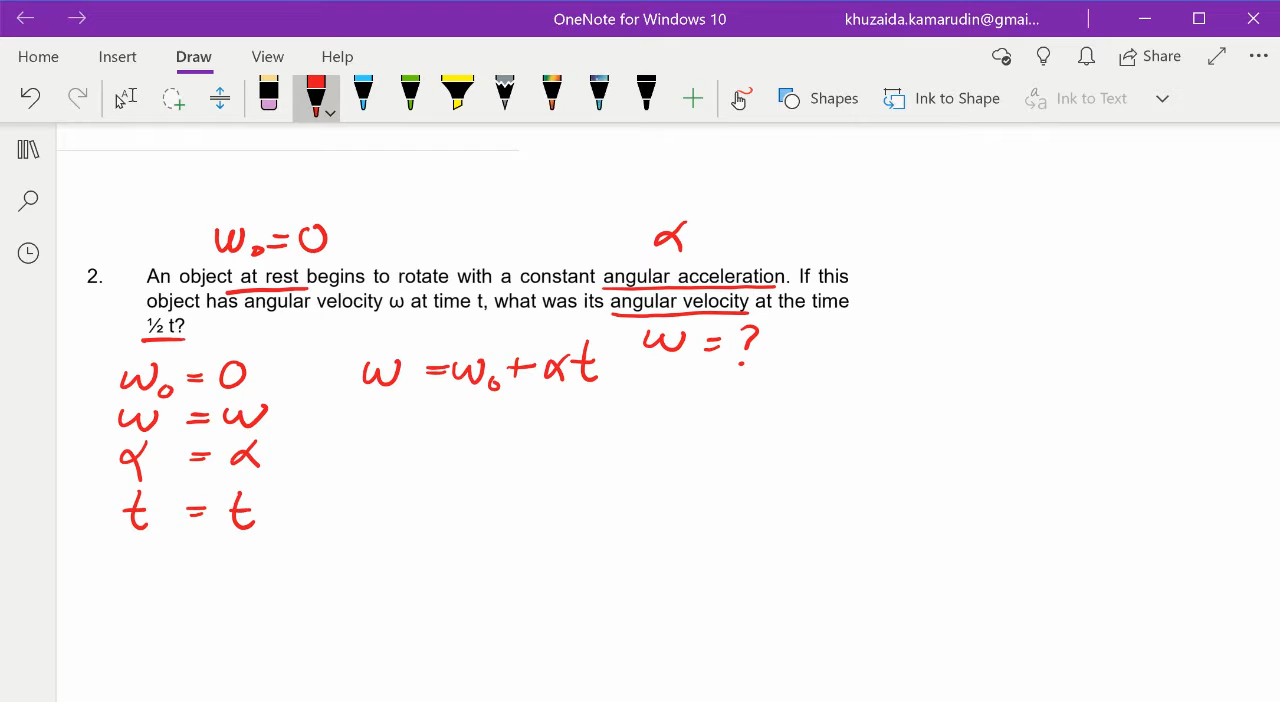 OneNote for Windows 10
khuzaida.kamarudin@gmai...
Home Insert Draw View Help
Share
Shapes
Ink to Shape
Ink to Text
ω₀ = 0
α
2. An object at rest begins to rotate with a constant angular acceleration. If this
object has angular velocity ω at time t, what was its angular velocity at the time
½ t?
ω = ?
ω₀ = 0
ω = ω₀ + αt
ω = ω
α = α
t = t